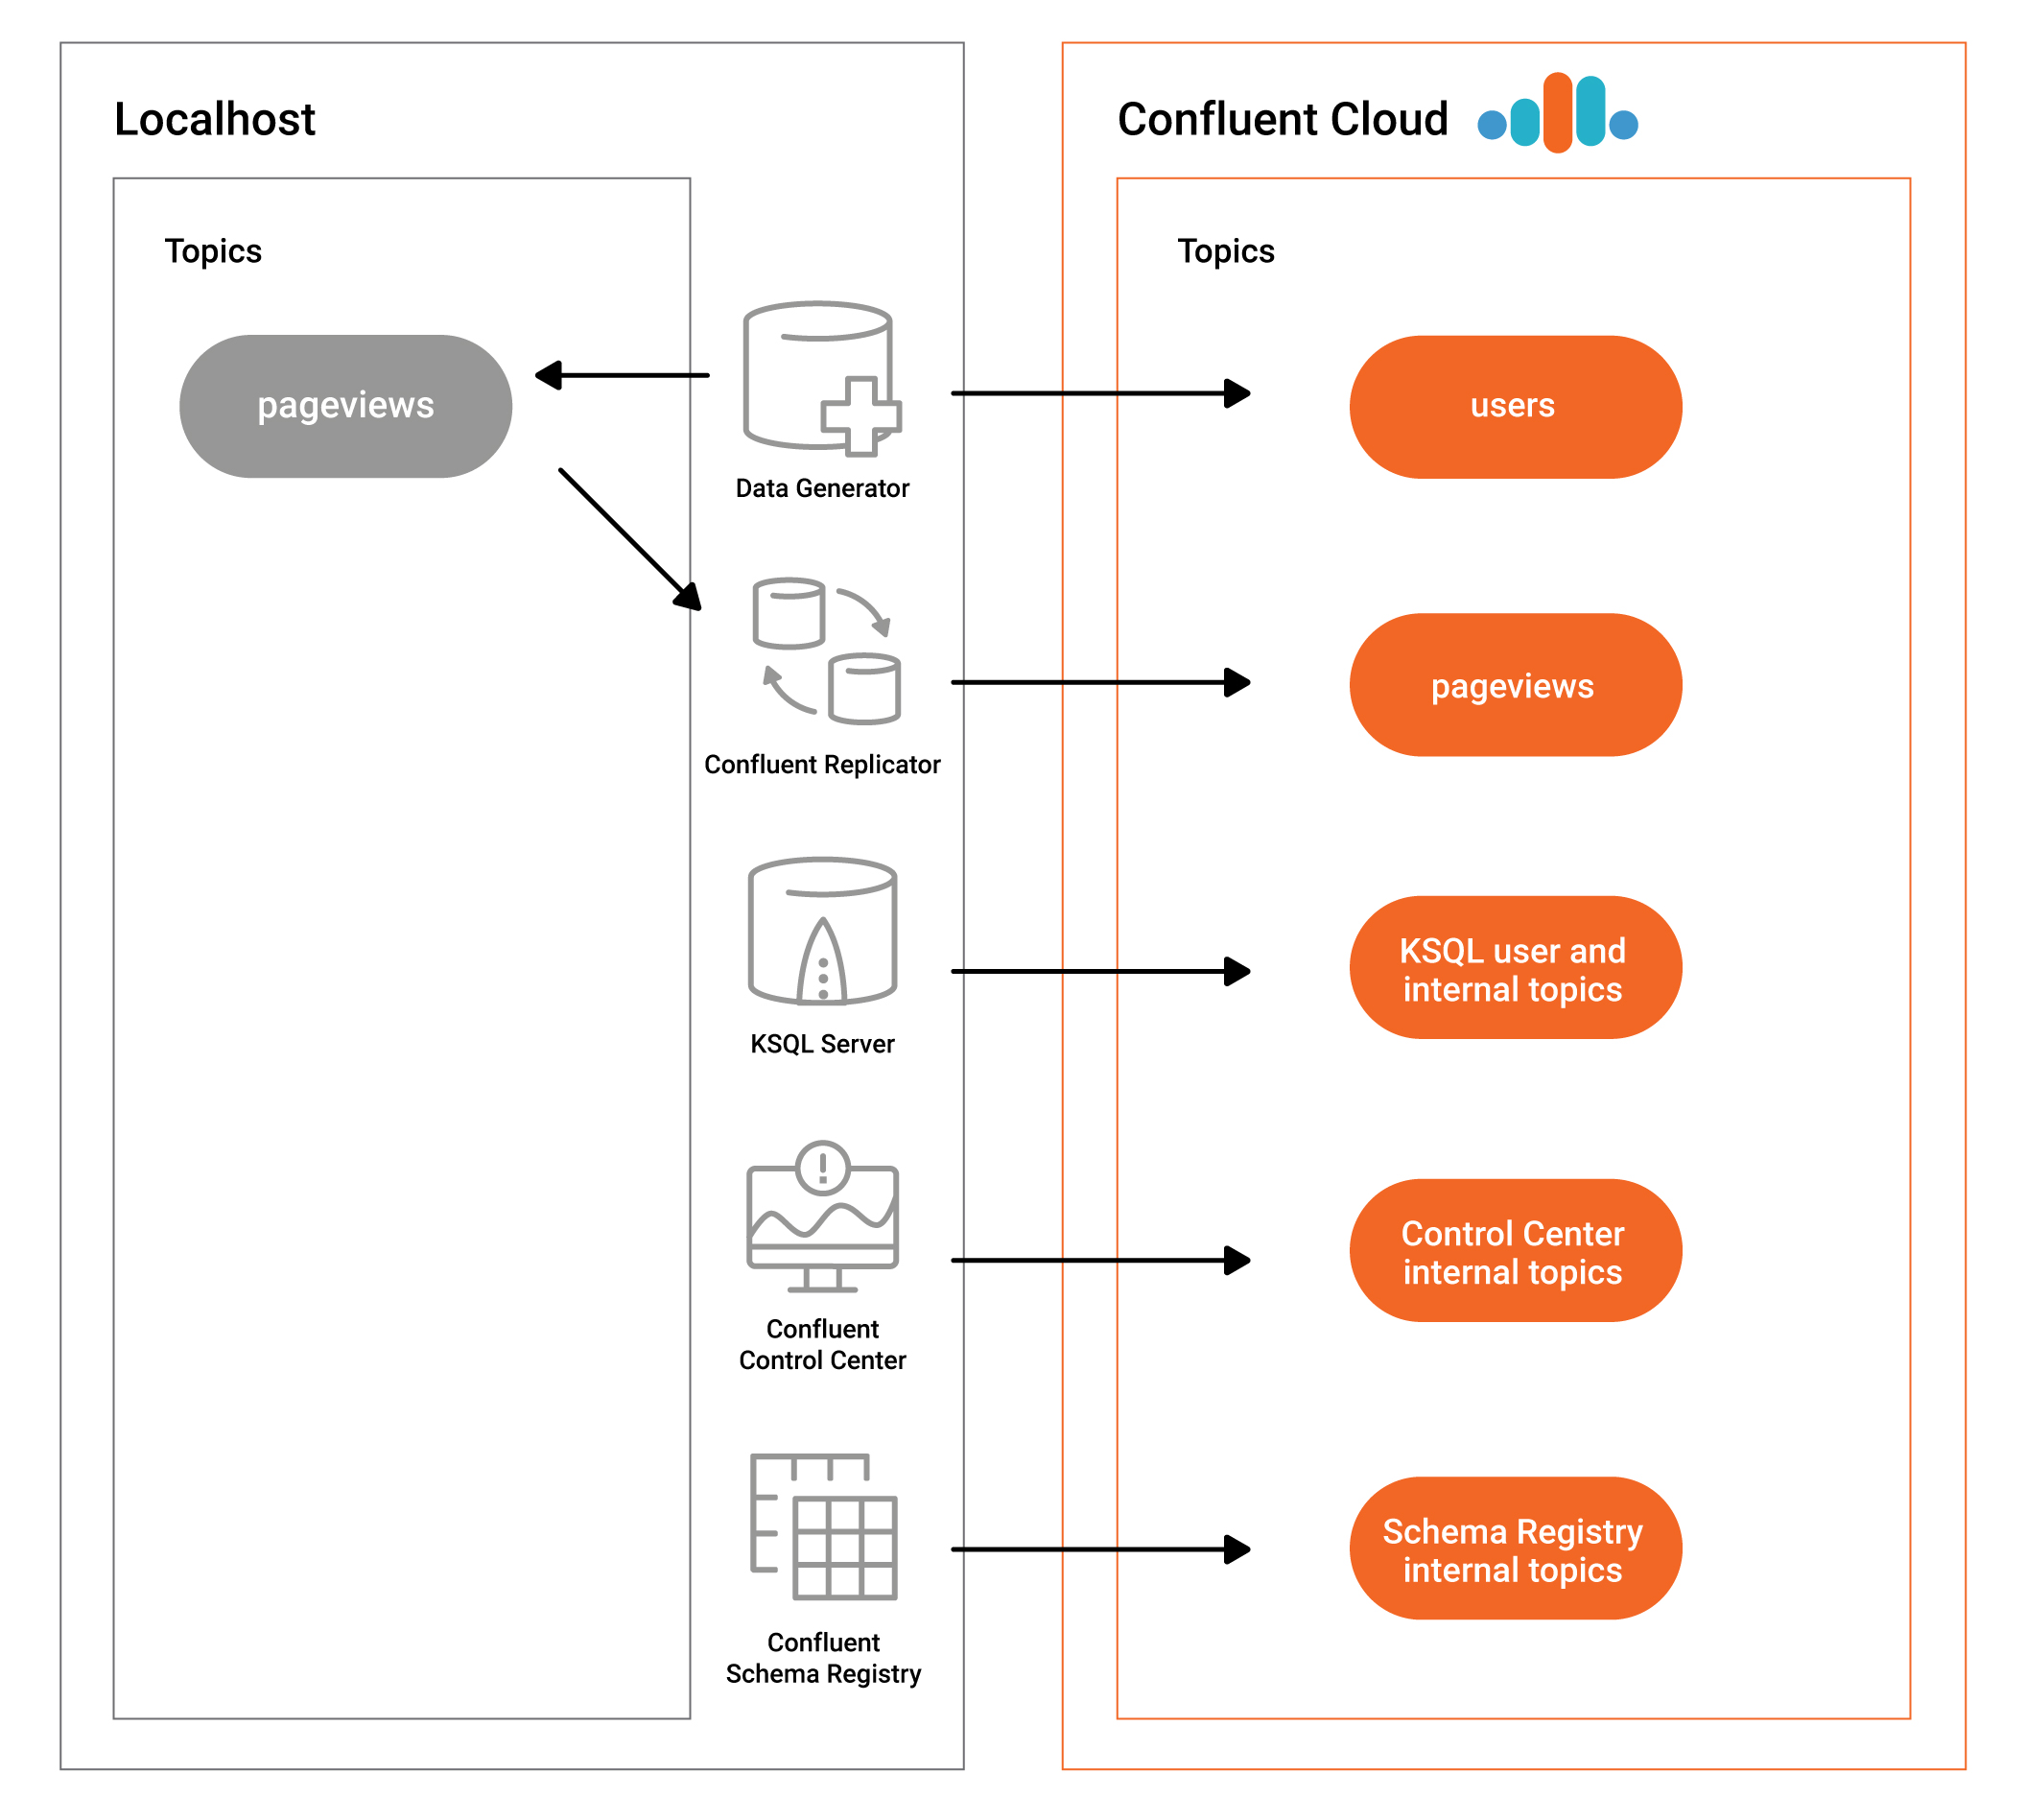 Localhost
Topics
pageviews
Data Generator
Confluent Replicator
KSQL Server
Confluent
Control Center
Confluent
Schema Registry
Confluent Cloud
Topics
users
pageviews
KSQL user and
internal topics
Control Center
internal topics
Schema Registry
internal topics